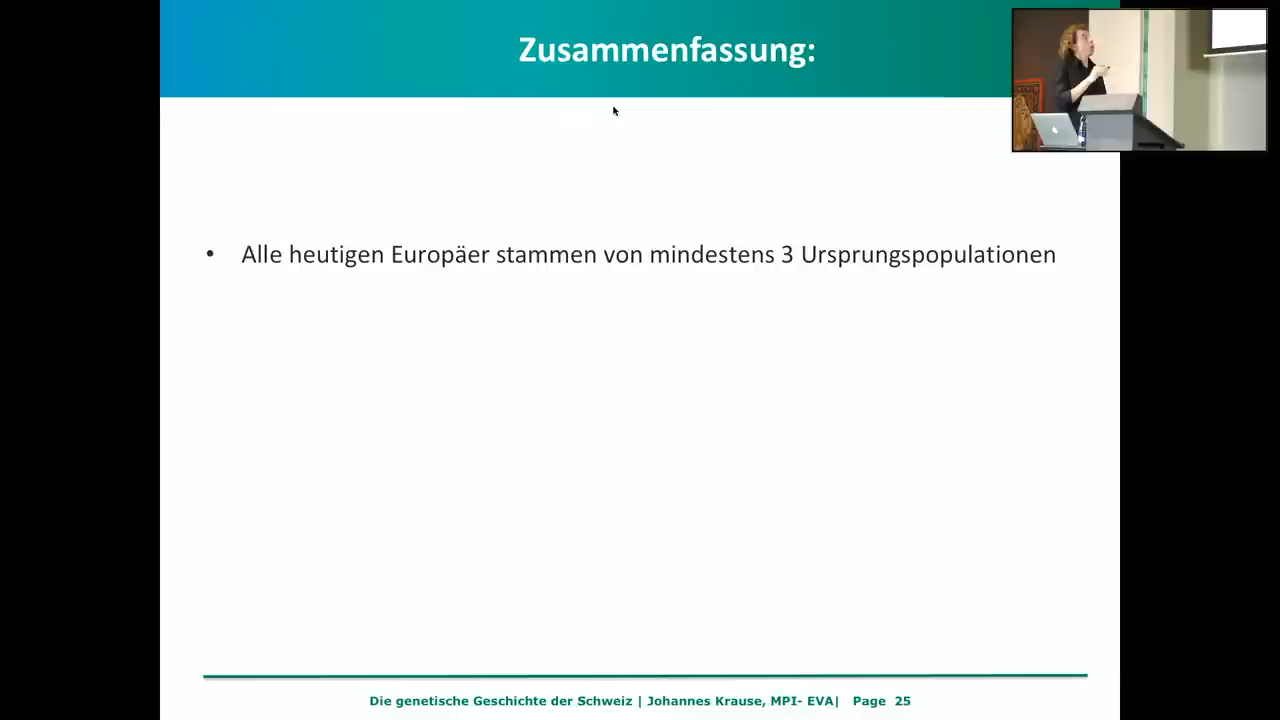 Zusammenfassung:
• Alle heutigen Europäer stammen von mindestens 3 Ursprungspopulationen
Die genetische Geschichte der Schweiz | Johannes Krause, MPI- EVA| Page 25